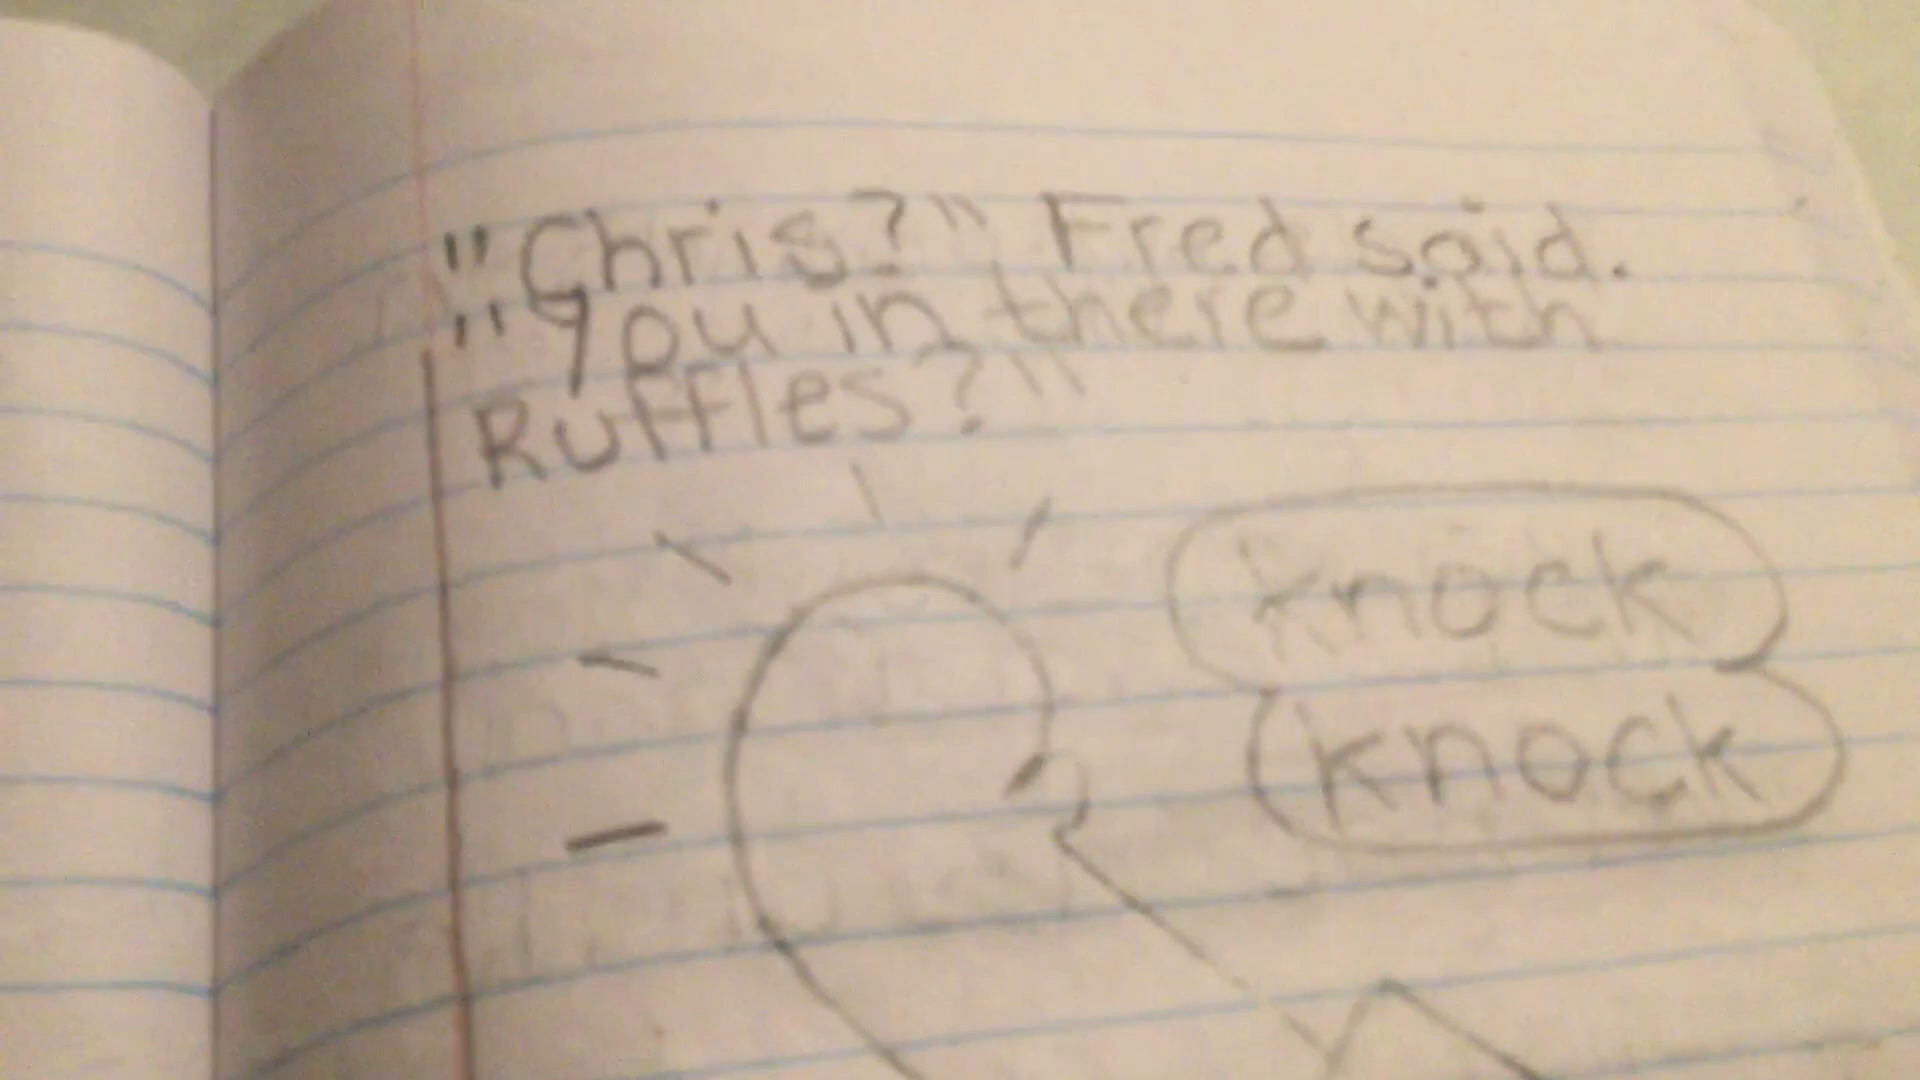 "Chris?" Fred said.
"You in there with
Ruffles?"
knock
knock